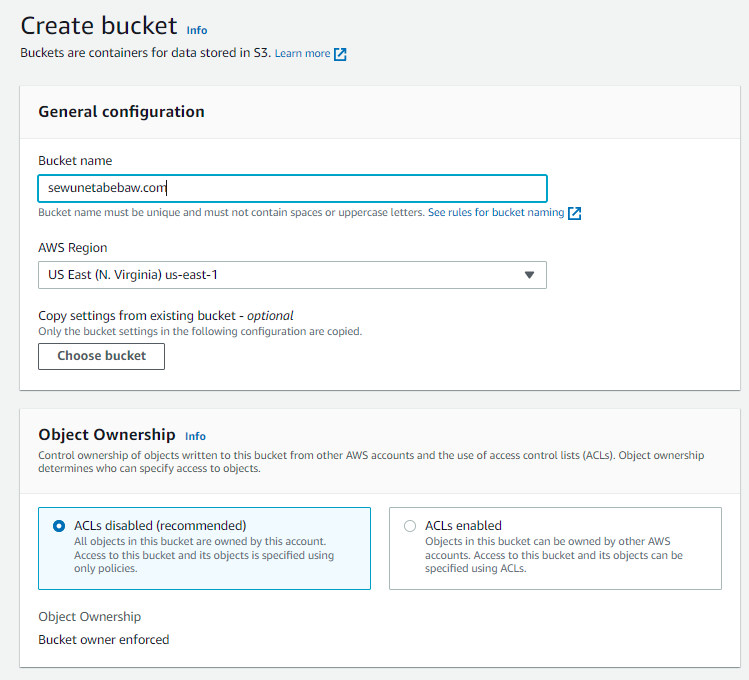 Create bucket Info
Buckets are containers for data stored in S3. Learn more
General configuration
Bucket name
sewunetabebaw.com
Bucket name must be unique and must not contain spaces or uppercase letters. See rules for bucket naming
AWS Region
US East (N. Virginia) us-east-1
Copy settings from existing bucket - optional
Only the bucket settings in the following configuration are copied.
Choose bucket
Object Ownership Info
Control ownership of objects written to this bucket from other AWS accounts and the use of access control lists (ACLs). Object ownership
determines who can specify access to objects.
ACLs disabled (recommended)
All objects in this bucket are owned by this account.
Access to this bucket and its objects is specified using
only policies.
ACLs enabled
Objects in this bucket can be owned by other AWS
accounts. Access to this bucket and its objects can be
specified using ACLs.
Object Ownership
Bucket owner enforced